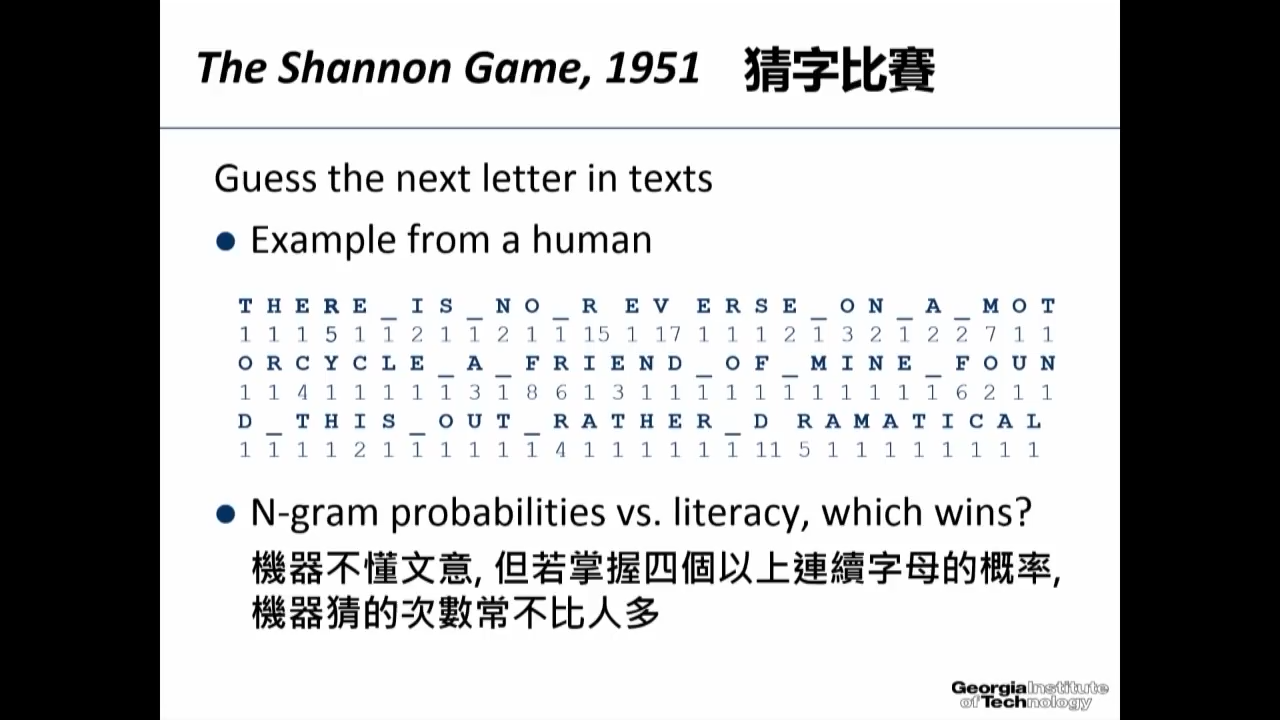 The Shannon Game, 1951 猜字比賽
Guess the next letter in texts
● Example from a human
T H E R E _ I S _ N O _ R E V E R S E _ O N _ A _ M O T
1 1 1 5 1 1 2 1 1 2 1 1 15 1 17 1 1 1 2 1 3 2 1 2 2 7 1 1
O R C Y C L E _ A _ F R I E N D _ O F _ M I N E _ F O U N
1 1 4 1 1 1 1 1 3 1 8 6 1 3 1 1 1 1 1 1 1 1 1 1 1 6 2 1 1
D _ T H I S _ O U T _ R A T H E R _ D R A M A T I C A L
1 1 1 1 2 1 1 1 1 1 1 4 1 1 1 1 1 1 11 5 1 1 1 1 1 1 1 1
● N-gram probabilities vs. literacy, which wins?
機器不懂文意, 但若掌握四個以上連續字母的概率,
機器猜的次數常不比人多
Georgia Institute
of Technology